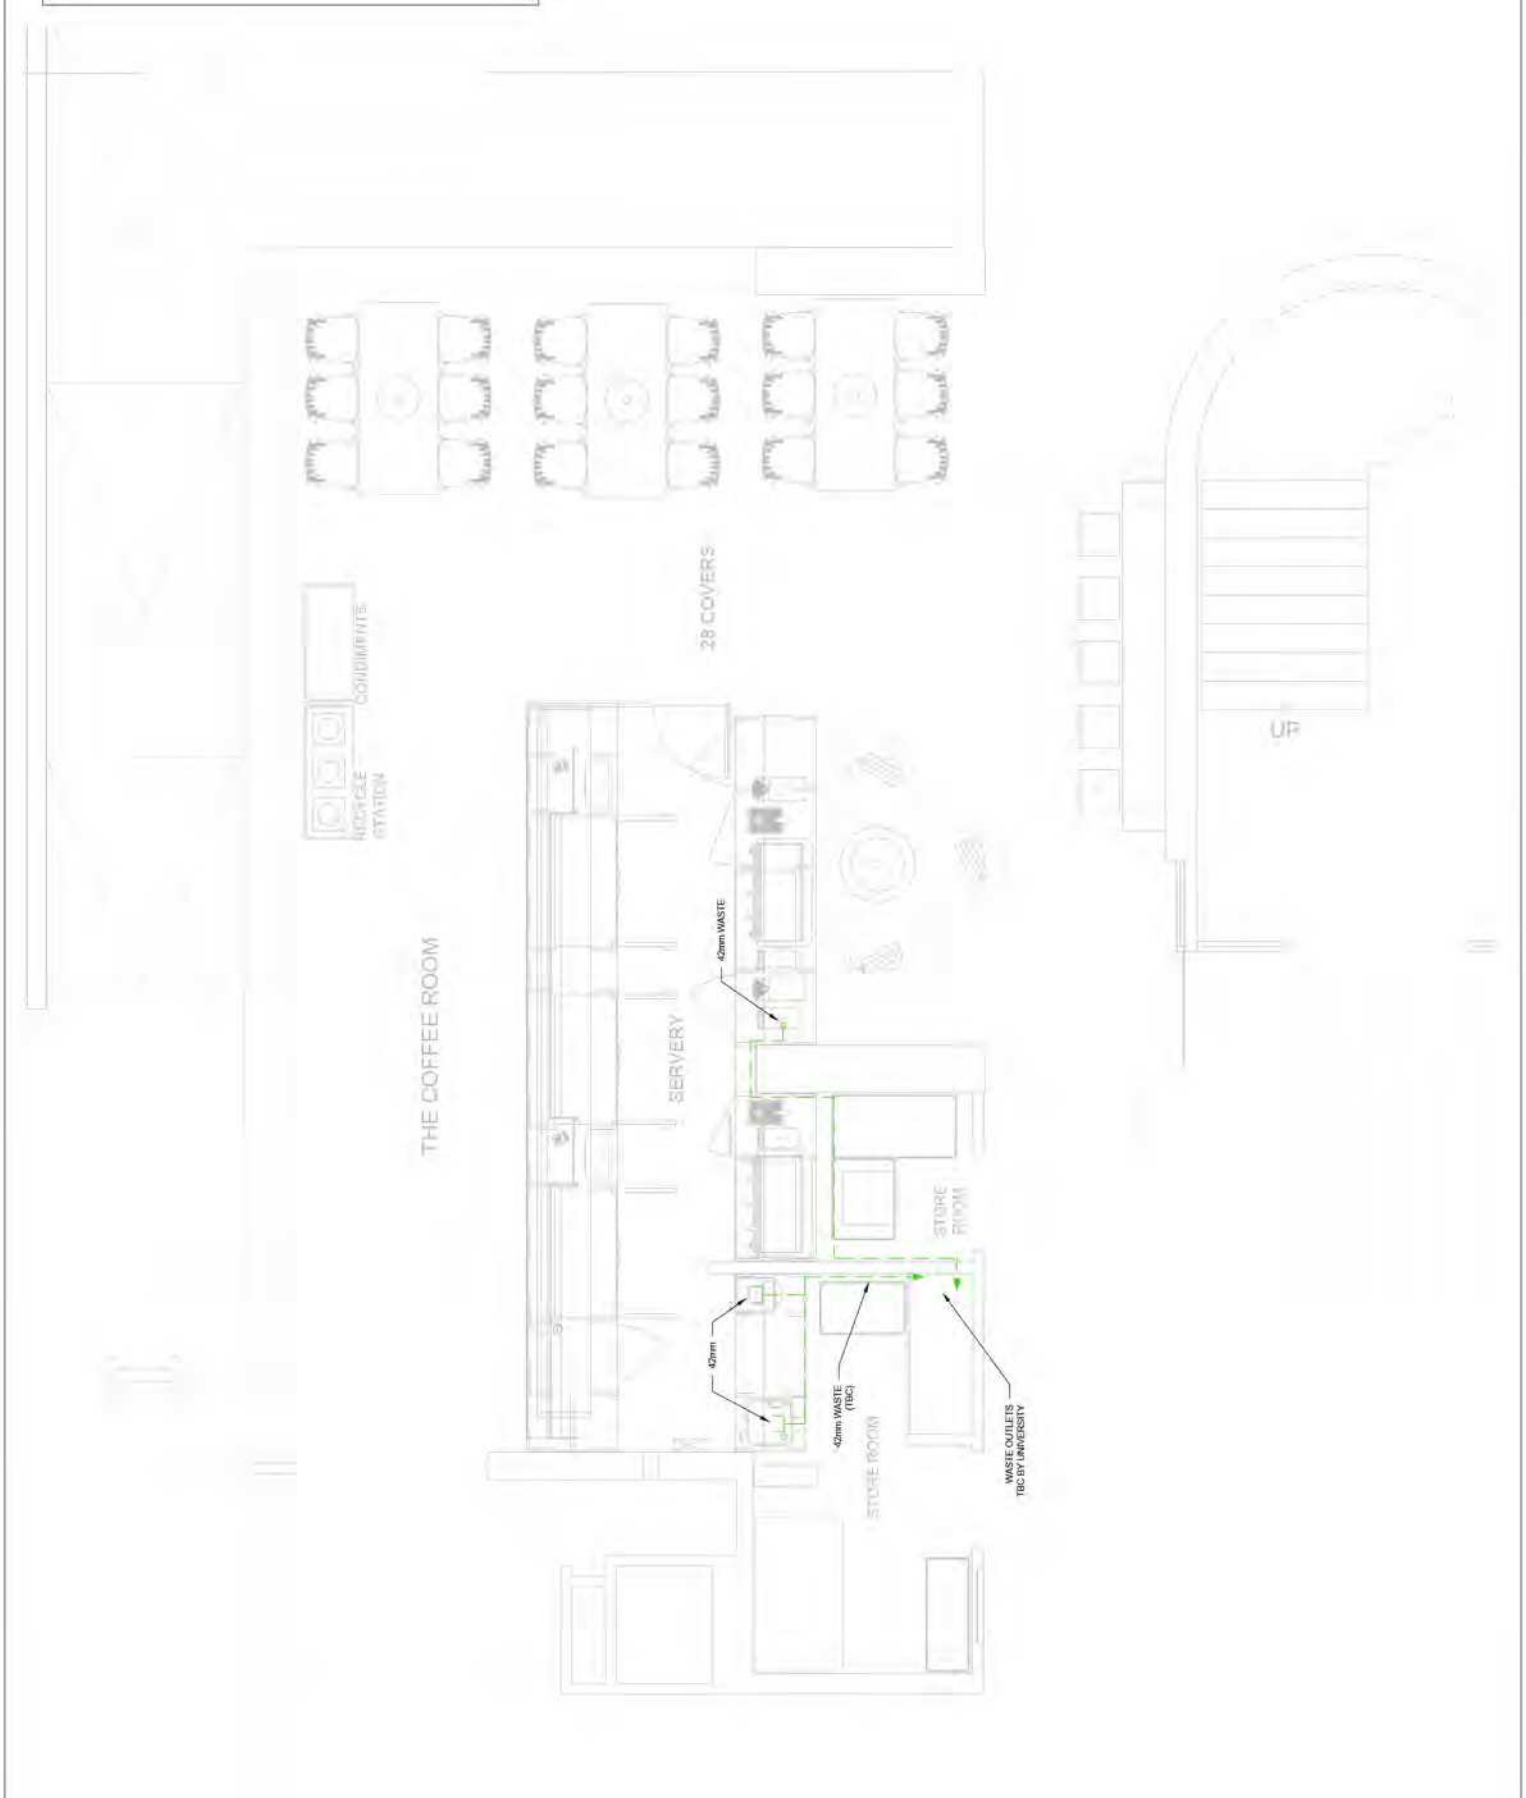 THE COFFEE ROOM
SERVERY
28 COVERS
CONDIMENTS
RECYCLE
STATION
42mm WASTE
42mm
42mm WASTE
(TBC)
STORE
ROOM
STORE ROOM
WASTE OUTLETS
TBC BY UNIVERSITY
UP